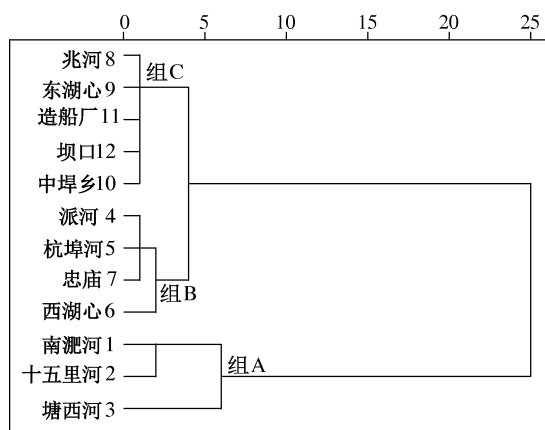 0 5 10 15 20 25
兆河 8
组C
东湖心 9
造船厂 11
坝口12
中垾乡10
派河 4
杭埠河 5
忠庙 7
组B
西湖心 6
南淝河 1
组A
十五里河 2
塘西河 3